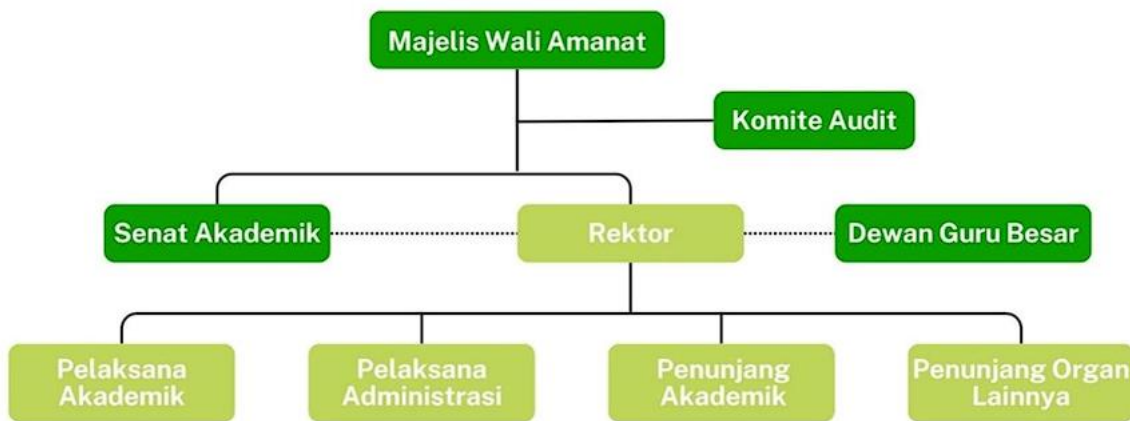 Majelis Wali Amanat
Komite Audit
Senat Akademik
Rektor
Dewan Guru Besar
Pelaksana
Akademik
Pelaksana
Administrasi
Penunjang
Akademik
Penunjang Organ
Lainnya